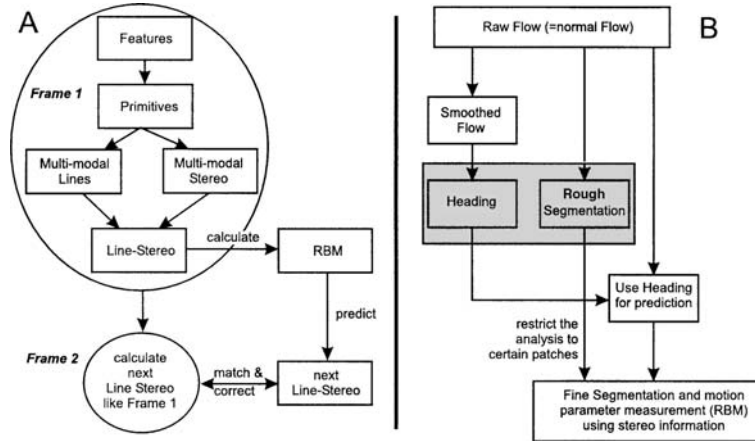 A
Features
Frame 1
Primitives
Multi-modal
Lines
Multi-modal
Stereo
Line-Stereo
calculate
RBM
predict
Frame 2
calculate
next
Line Stereo
like Frame 1
match &
correct
next
Line-Stereo
B
Raw Flow (=normal Flow)
Smoothed
Flow
Heading
Rough
Segmentation
Use Heading
for prediction
restrict the
analysis to
certain patches
Fine Segmentation and motion
parameter measurement (RBM)
using stereo information